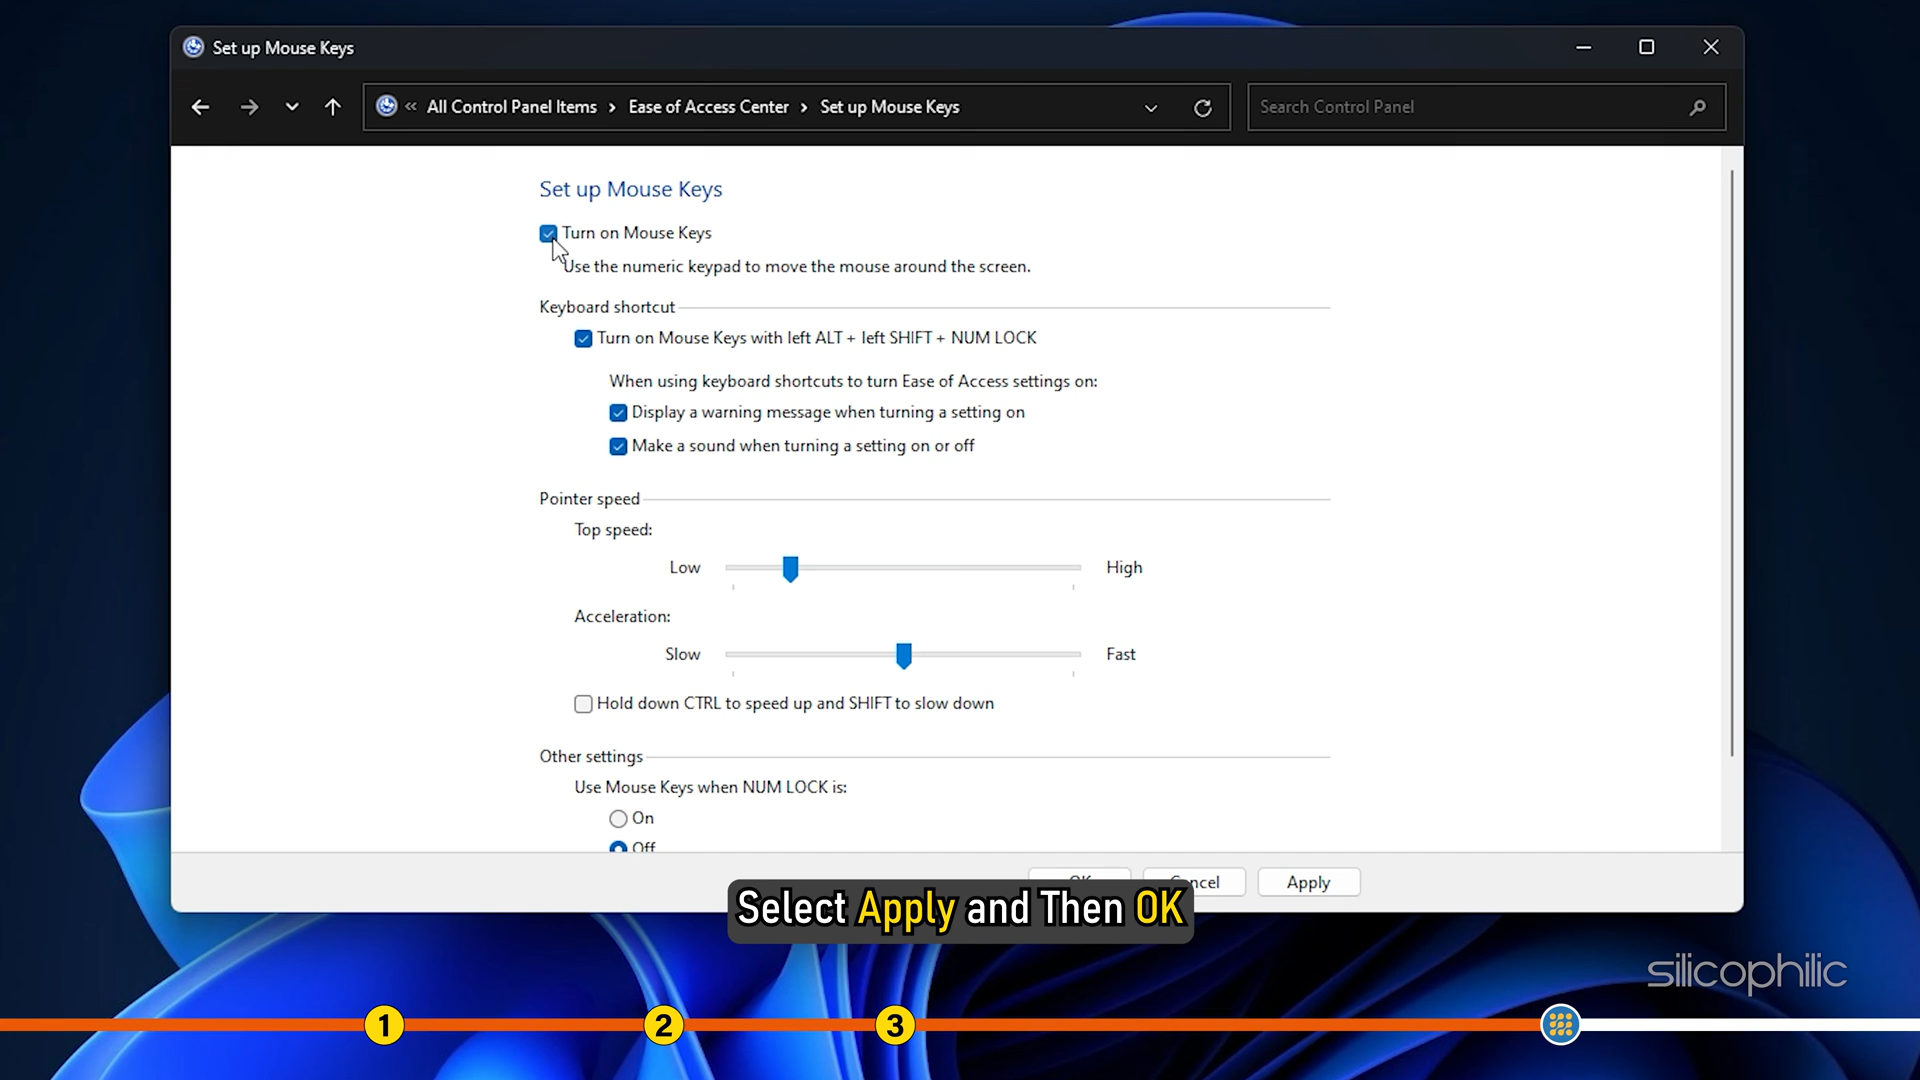 Set up Mouse Keys
« All Control Panel Items > Ease of Access Center > Set up Mouse Keys
Search Control Panel
Set up Mouse Keys
Turn on Mouse Keys
Use the numeric keypad to move the mouse around the screen.
Keyboard shortcut
Turn on Mouse Keys with left ALT + left SHIFT + NUM LOCK
When using keyboard shortcuts to turn Ease of Access settings on:
Display a warning message when turning a setting on
Make a sound when turning a setting on or off
Pointer speed
Top speed:
Low High
Acceleration:
Slow Fast
Hold down CTRL to speed up and SHIFT to slow down
Other settings
Use Mouse Keys when NUM LOCK is:
On
Off
OK Cancel Apply
Select Apply and Then OK
silicophilic
1 2 3